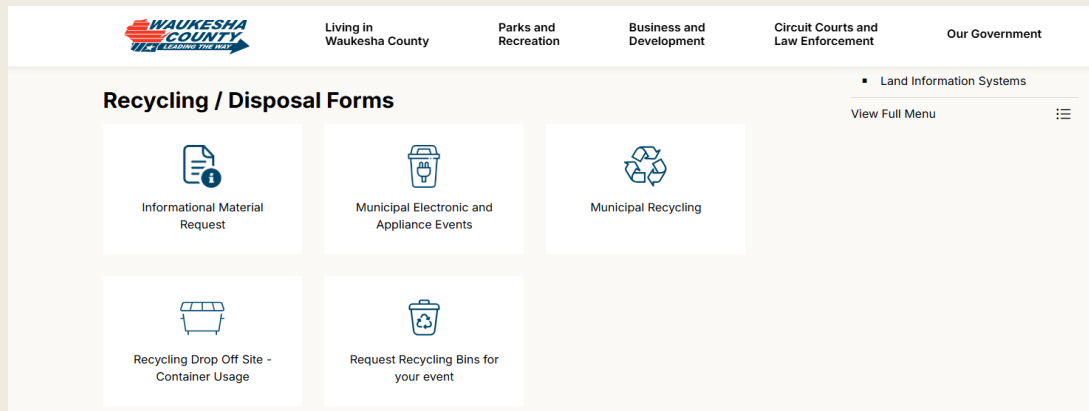 WAUKESHA
COUNTY
LEADING THE WAY
Living in
Waukesha County
Parks and
Recreation
Business and
Development
Circuit Courts and
Law Enforcement
Our Government
Land Information Systems
View Full Menu
Recycling / Disposal Forms
i
Informational Material
Request
Municipal Electronic and
Appliance Events
Municipal Recycling
Recycling Drop Off Site -
Container Usage
Request Recycling Bins for
your event